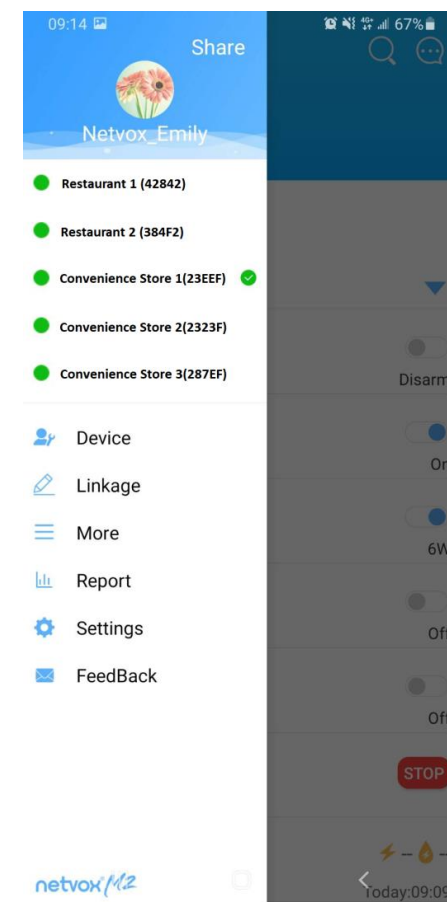 09:14
67%
Share
Netvox_Emily
Restaurant 1 (42842)
Restaurant 2 (384F2)
Convenience Store 1(23EEF)
Convenience Store 2(2323F)
Convenience Store 3(287EF)
Disarm
Device
On
Linkage
More
6W
Report
Settings
Off
FeedBack
Off
STOP
netvox M2
Today:09:09